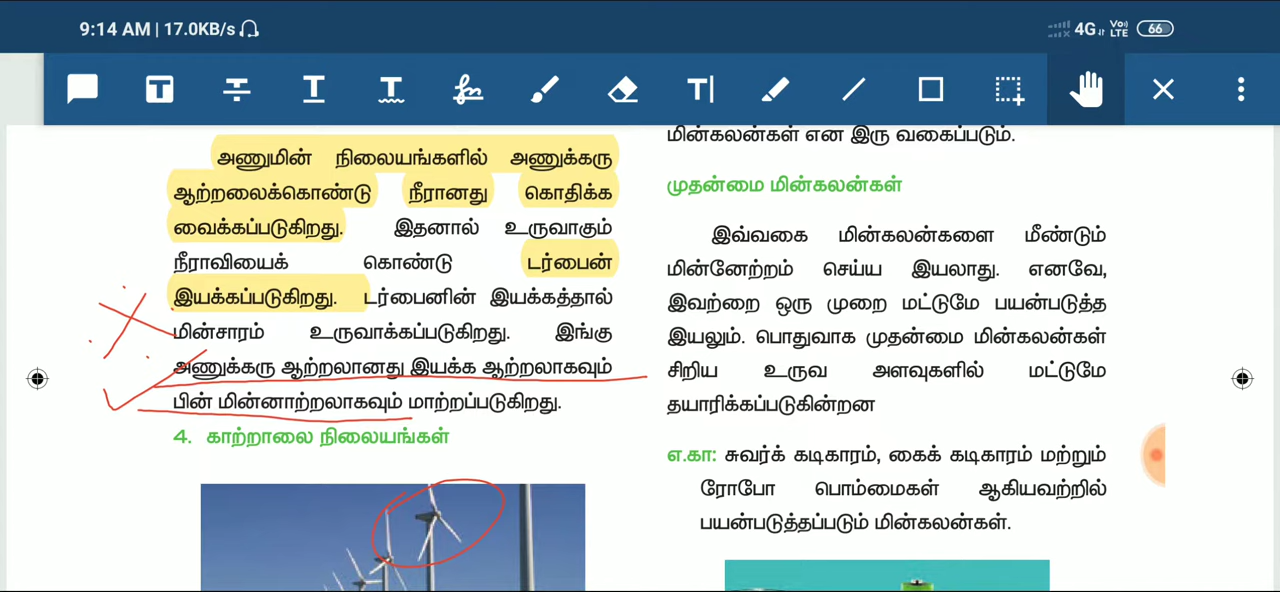 9:14 AM | 17.0KB/s
4G
Vo) LTE
66
அணுமின் நிலையங்களில் அணுக்கரு
ஆற்றலைக்கொண்டு நீரானது கொதிக்க
வைக்கப்படுகிறது. இதனால் உருவாகும்
நீராவியைக் கொண்டு டர்பைன்
இயக்கப்படுகிறது. டர்பைனின் இயக்கத்தால்
மின்சாரம் உருவாக்கப்படுகிறது. இங்கு
அணுக்கரு ஆற்றலானது இயக்க ஆற்றலாகவும்
பின் மின்னாற்றலாகவும் மாற்றப்படுகிறது.
4. காற்றாலை நிலையங்கள்
மின்கலன்கள் என இரு வகைப்படும்.
முதன்மை மின்கலன்கள்
இவ்வகை மின்கலன்களை மீண்டும்
மின்னேற்றம் செய்ய இயலாது. எனவே,
இவற்றை ஒரு முறை மட்டுமே பயன்படுத்த
இயலும். பொதுவாக முதன்மை மின்கலன்கள்
சிறிய உருவ அளவுகளில் மட்டுமே
தயாரிக்கப்படுகின்றன
எ.கா: சுவர்க் கடிகாரம், கைக் கடிகாரம் மற்றும்
ரோபோ பொம்மைகள் ஆகியவற்றில்
பயன்படுத்தப்படும் மின்கலன்கள்.